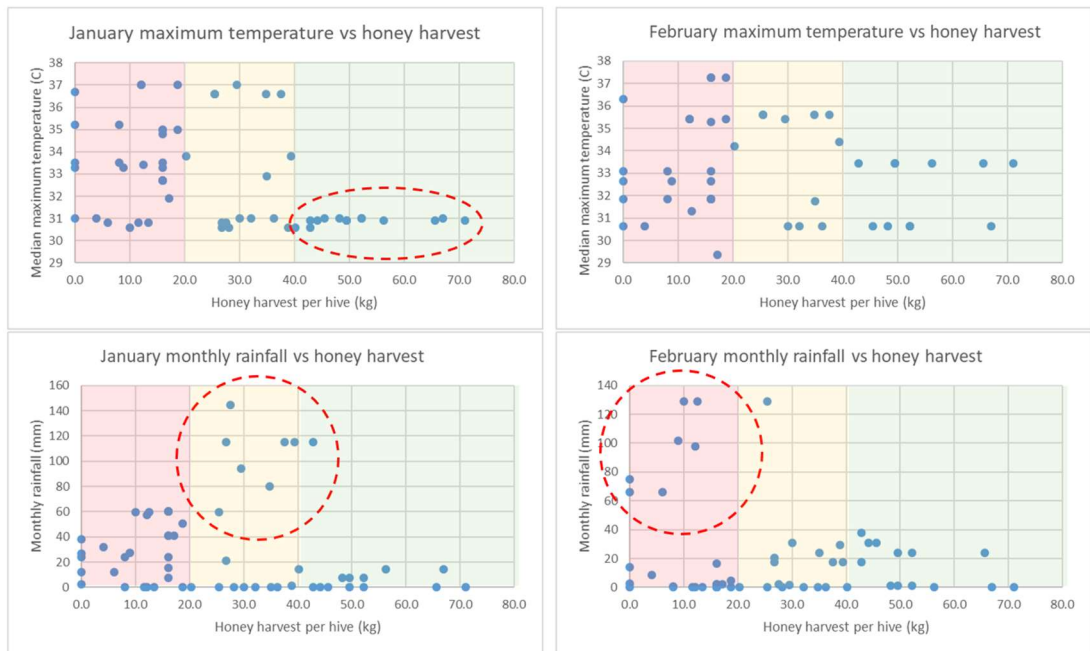 January maximum temperature vs honey harvest
Median maximum temperature (C)
38
37
36
35
34
33
32
31
30
29
0.0 10.0 20.0 30.0 40.0 50.0 60.0 70.0 80.0
Honey harvest per hive (kg)
February maximum temperature vs honey harvest
Median maximum temperature (C)
38
37
36
35
34
33
32
31
30
29
0.0 10.0 20.0 30.0 40.0 50.0 60.0 70.0 80.0
Honey harvest per hive (kg)
January monthly rainfall vs honey harvest
Monthly rainfall (mm)
160
140
120
100
80
60
40
20
0
0.0 10.0 20.0 30.0 40.0 50.0 60.0 70.0 80.0
Honey harvest per hive (kg)
February monthly rainfall vs honey harvest
Monthly rainfall (mm)
140
120
100
80
60
40
20
0
0.0 10.0 20.0 30.0 40.0 50.0 60.0 70.0 80.0
Honey harvest per hive (kg)